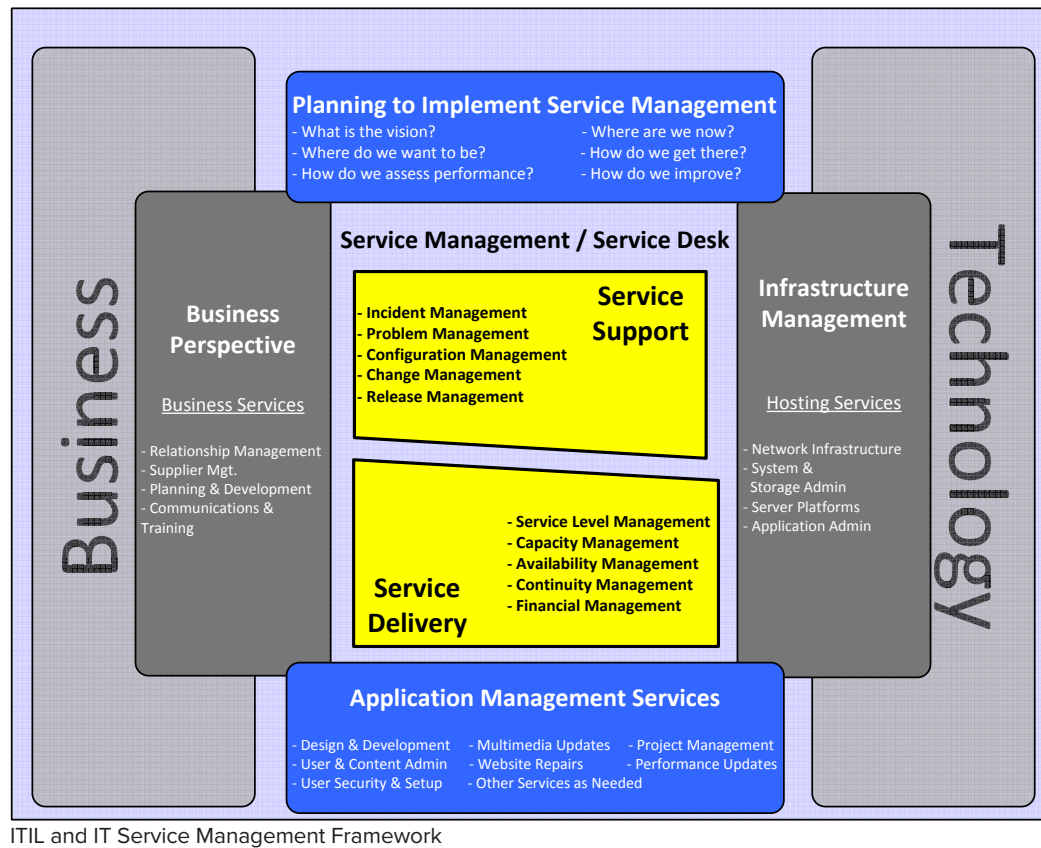 Business
Technology
Planning to Implement Service Management
- What is the vision?
- Where are we now?
- Where do we want to be?
- How do we get there?
- How do we assess performance?
- How do we improve?
Business
Perspective
Business Services
- Relationship Management
- Supplier Mgt.
- Planning & Development
- Communications &
Training
Service Management / Service Desk
Service
Support
- Incident Management
- Problem Management
- Configuration Management
- Change Management
- Release Management
- Service Level Management
- Capacity Management
- Availability Management
- Continuity Management
- Financial Management
Service
Delivery
Infrastructure
Management
Hosting Services
- Network Infrastructure
- System &
Storage Admin
- Server Platforms
- Application Admin
Application Management Services
- Design & Development
- Multimedia Updates
- Project Management
- User & Content Admin
- Website Repairs
- Performance Updates
- User Security & Setup
- Other Services as Needed
ITIL and IT Service Management Framework